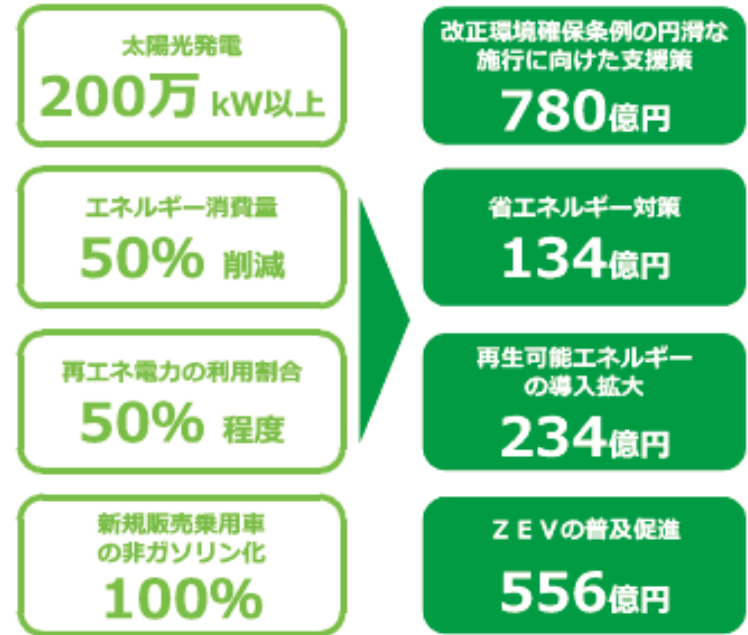 太陽光発電
200万 kW以上
エネルギー消費量
50% 削減
再エネ電力の利用割合
50% 程度
新規販売乗用車
の非ガソリン化
100%
改正環境確保条例の円滑な
施行に向けた支援策
780億円
省エネルギー対策
134億円
再生可能エネルギー
の導入拡大
234億円
ZEVの普及促進
556億円